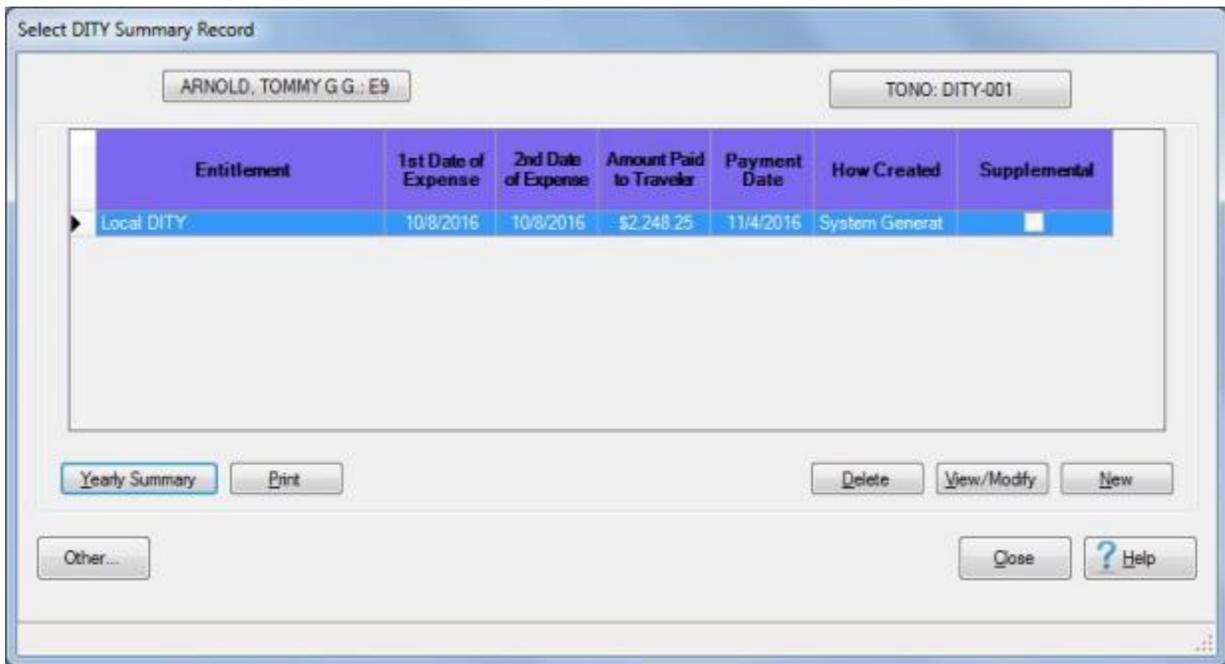 Select DITY Summary Record
ARNOLD, TOMMY G G.: E9
TONO: DITY-001
Entitlement
1st Date of Expense
2nd Date of Expense
Amount Paid to Traveler
Payment Date
How Created
Supplemental
Local DITY 10/8/2016 10/8/2016 $2,248.25 11/4/2016 System Generat
Yearly Summary Print Delete View/Modify New
Other... Close ? Help